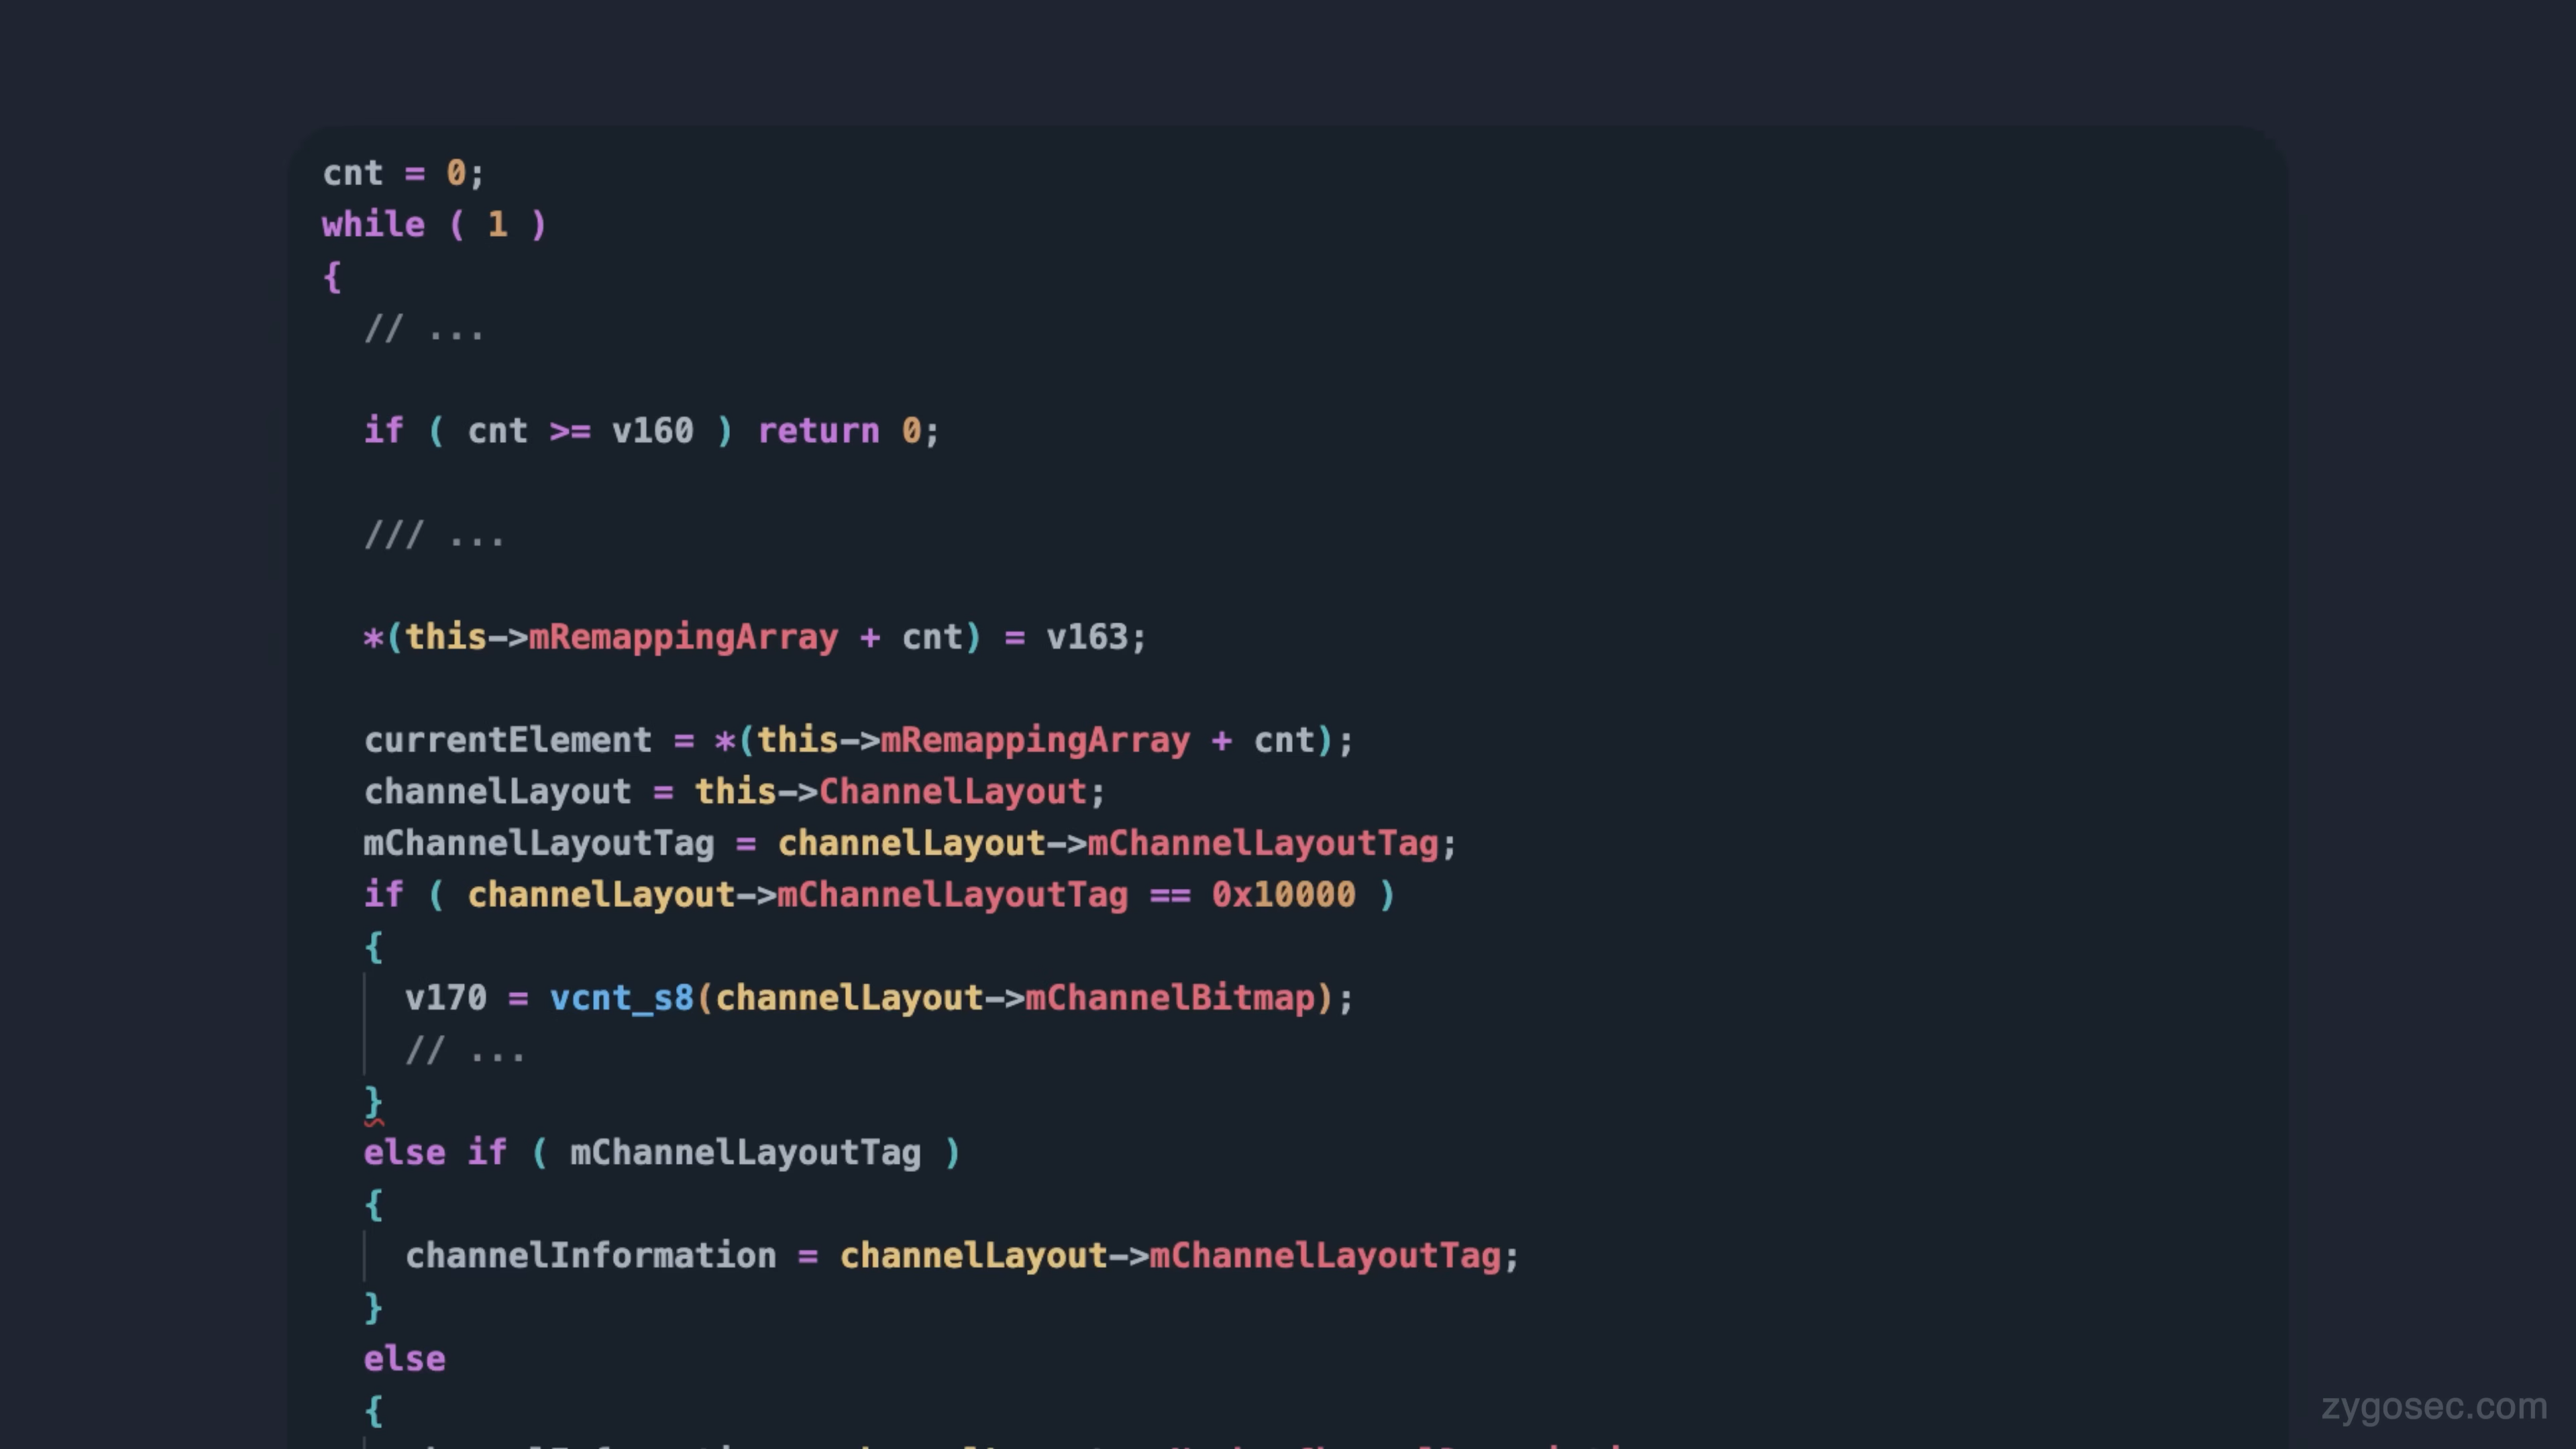 cnt = 0;
while ( 1 )
{
// ...
if ( cnt >= v160 ) return 0;
/// ...
*(this->mRemappingArray + cnt) = v163;
currentElement = *(this->mRemappingArray + cnt);
channelLayout = this->ChannelLayout;
mChannelLayoutTag = channelLayout->mChannelLayoutTag;
if ( channelLayout->mChannelLayoutTag == 0x10000 )
{
v170 = vcnt_s8(channelLayout->mChannelBitmap);
// ...
}
else if ( mChannelLayoutTag )
{
channelInformation = channelLayout->mChannelLayoutTag;
}
else
{
zygosec.com